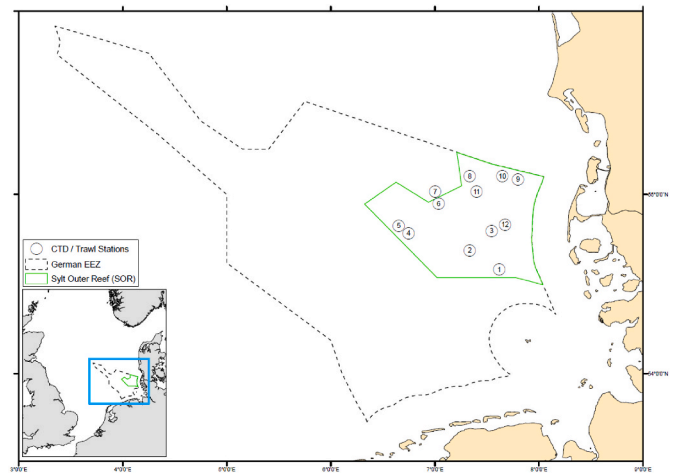 8
10
9
7
11
55°0'N
6
5
4
3
12
2
1
CTD / Trawl Stations
German EEZ
Sylt Outer Reef (SOR)
54°0'N
3°0'0"E
4°0'0"E
5°0'0"E
6°0'0"E
7°0'0"E
8°0'0"E
9°0'0"E